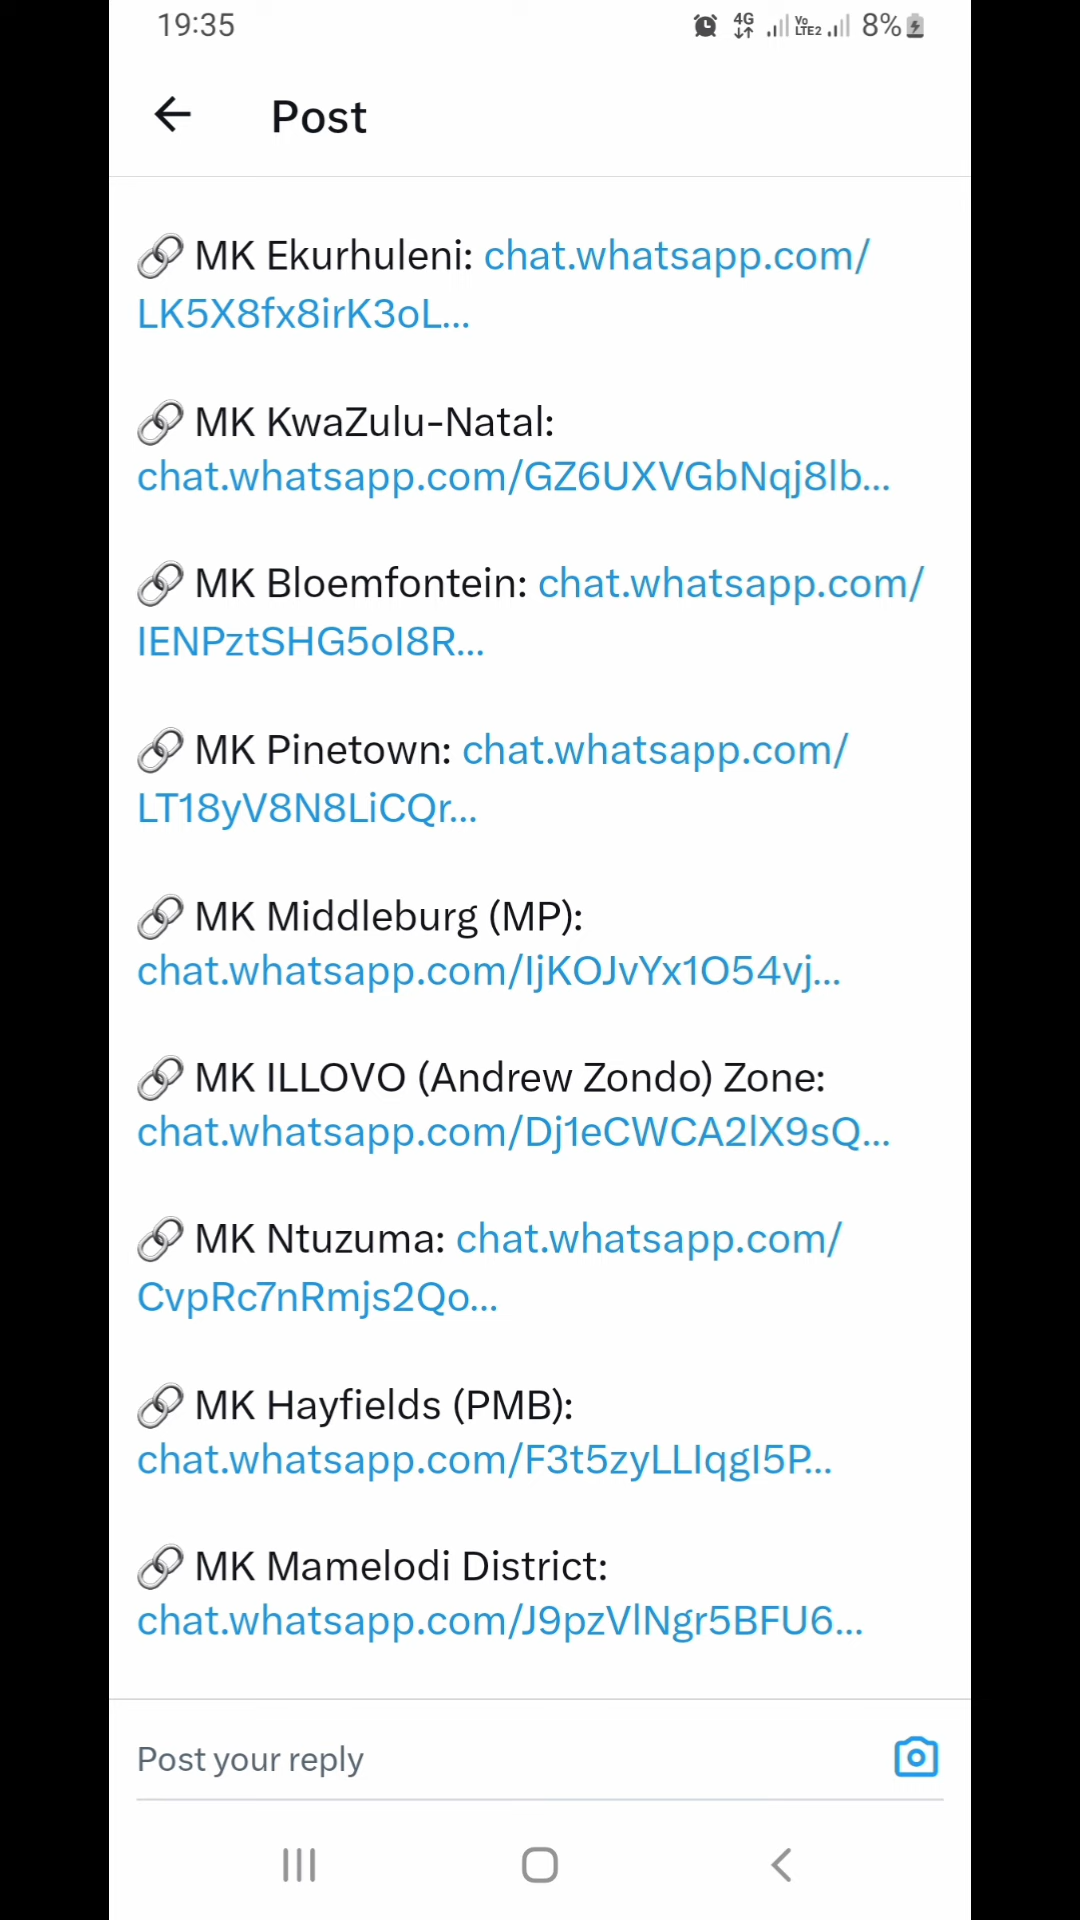 19:35 4G Vo LTE2 8%
Post
🔗 MK Ekurhuleni: chat.whatsapp.com/
LK5X8fx8irK3oL...
🔗 MK KwaZulu-Natal:
chat.whatsapp.com/GZ6UXVGbNqj8lb...
🔗 MK Bloemfontein: chat.whatsapp.com/
IENPztSHG5oI8R...
🔗 MK Pinetown: chat.whatsapp.com/
LT18yV8N8LiCQr...
🔗 MK Middleburg (MP):
chat.whatsapp.com/IjKOJvYx1O54vj...
🔗 MK ILLOVO (Andrew Zondo) Zone:
chat.whatsapp.com/Dj1eCWCA2lX9sQ...
🔗 MK Ntuzuma: chat.whatsapp.com/
CvpRc7nRmjs2Qo...
🔗 MK Hayfields (PMB):
chat.whatsapp.com/F3t5zyLLIqgI5P...
🔗 MK Mamelodi District:
chat.whatsapp.com/J9pzVlNgr5BFU6...
Post your reply